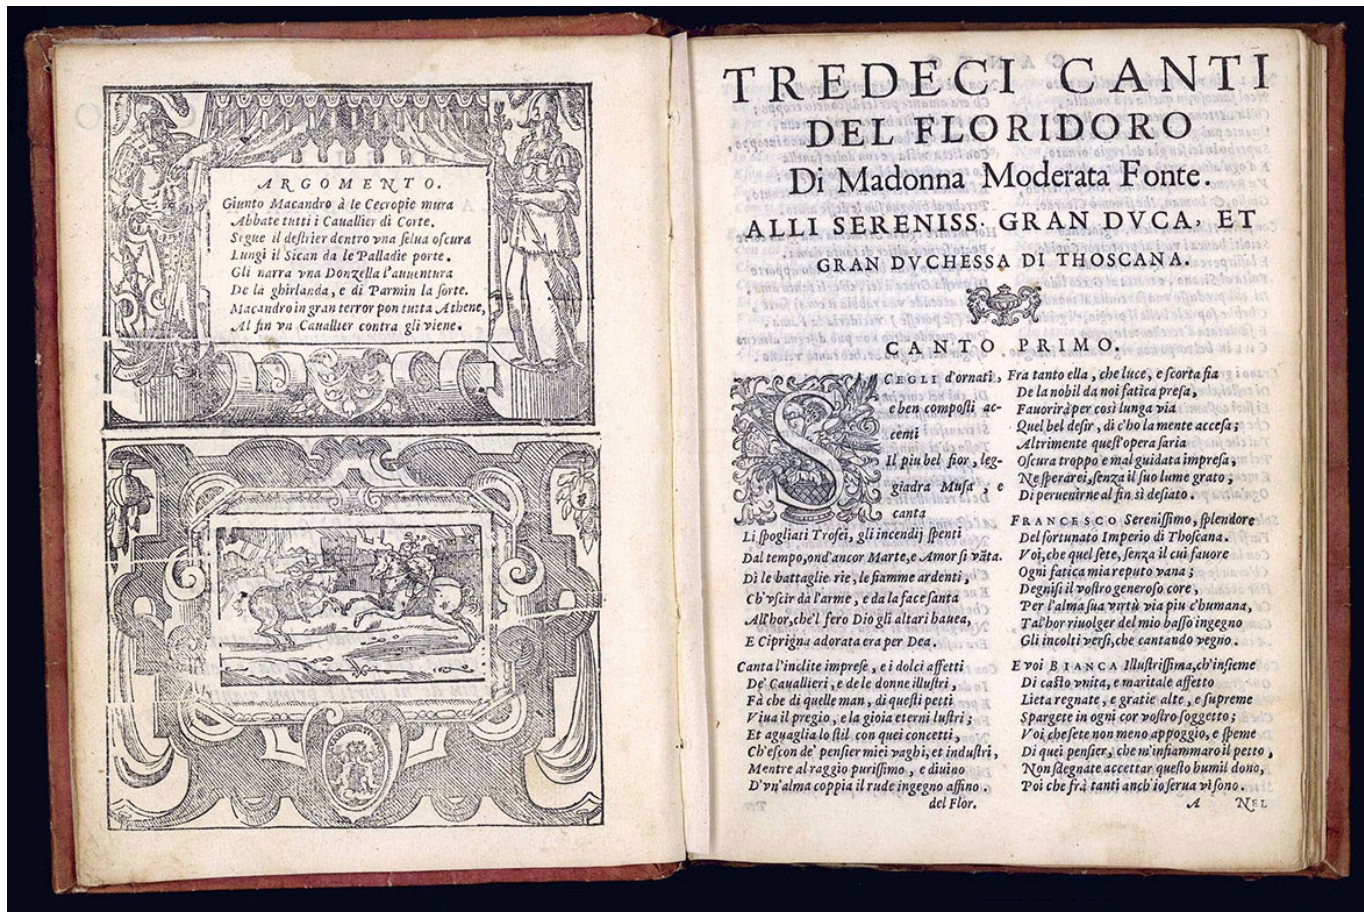 ARGOMENTO.
Giunto Macandro à le Cecropie mura
Abbate tutti i Cauallier di Corte.
Segue il destrier dentro vna selua oscura
Lungi il Sican da le Palladie porte.
Gli narra vna Donzella l'auuentura
De la ghirlanda, e di Parmin la sorte.
Macandro in gran terror pon tutta Athene,
Al fin vn Cauallier contra gli viene.
TREDECI CANTI
DEL FLORIDORO
Di Madonna Moderata Fonte.
ALLI SERENISS. GRAN DVCA, ET
GRAN DVCHESSA DI THOSCANA.
CANTO PRIMO.
SCEGLI d'ornati,
e ben composti ac-
centi
Il piu bel fior, leg-
giadra Musa, e
canta
Li spogliati Trofei, gli incendij spenti
Dal tempo, ond'ancor Marte, e Amor si vāta.
Dì le battaglie rie, le fiamme ardenti,
Ch'vscir da l'arme, e da la face santa
All'hor, che'l fero Dio gli altari hauea,
E Ciprigna adorata era per Dea.
Canta l'inclite imprese, e i dolci affetti
De' Cauallieri, e de le donne illustri,
Fà che di quelle man, di questi petti
Viua il pregio, e la gioia eterni lustri;
Et aguaglia lo stil con quei concetti,
Ch'escon de' pensier miei vaghi, et industri,
Mentre al raggio purissimo, e diuino
D'vn'alma coppia il rude ingegno affino.
del Flor.
Fra tanto ella, che luce, e scorta fia
De la nobil da noi fatica presa,
Fauorirà per così lunga via
Quel bel desir, di c'ho la mente accesa;
Altrimente quest'opera saria
Oscura troppo e mal guidata impresa,
Ne sperarei, senza il suo lume grato,
Di peruenirne al fin sì desiato.
FRANCESCO Serenissimo, splendore
Del fortunato Imperio di Thoscana.
Voi, che quel sete, senza il cui fauore
Ogni fatica mia reputo vana;
Degnisi il vostro generoso core,
Per l'alma sua virtù via piu c'humana,
Tal'hor riuolger del mio basso ingegno
Gli incolti versi, che cantando vegno.
E voi BIANCA Illustrissima, ch'insieme
Di casto vnita, e maritale affetto
Lieta regnate, e gratie alte, e supreme
Spargete in ogni cor vostro soggetto;
Voi che sete non meno appoggio, e speme
Di quei pensier, che m'infiammaro il petto,
Non sdegnate accettar questo humil dono,
Poi che frà tanti anch'io serua vi sono.
A NEL